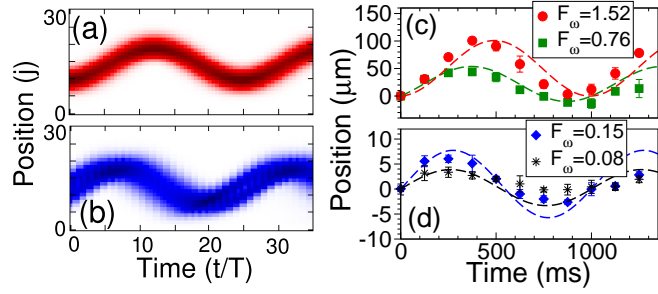 (a)
30
0
(b)
30
0
0
10
20
30
Position (j)
Time (t/T)
(c)
F_ω=1.52
F_ω=0.76
150
100
50
0
(d)
F_ω=0.15
F_ω=0.08
10
5
0
-5
-10
0
500
1000
Position (μm)
Time (ms)